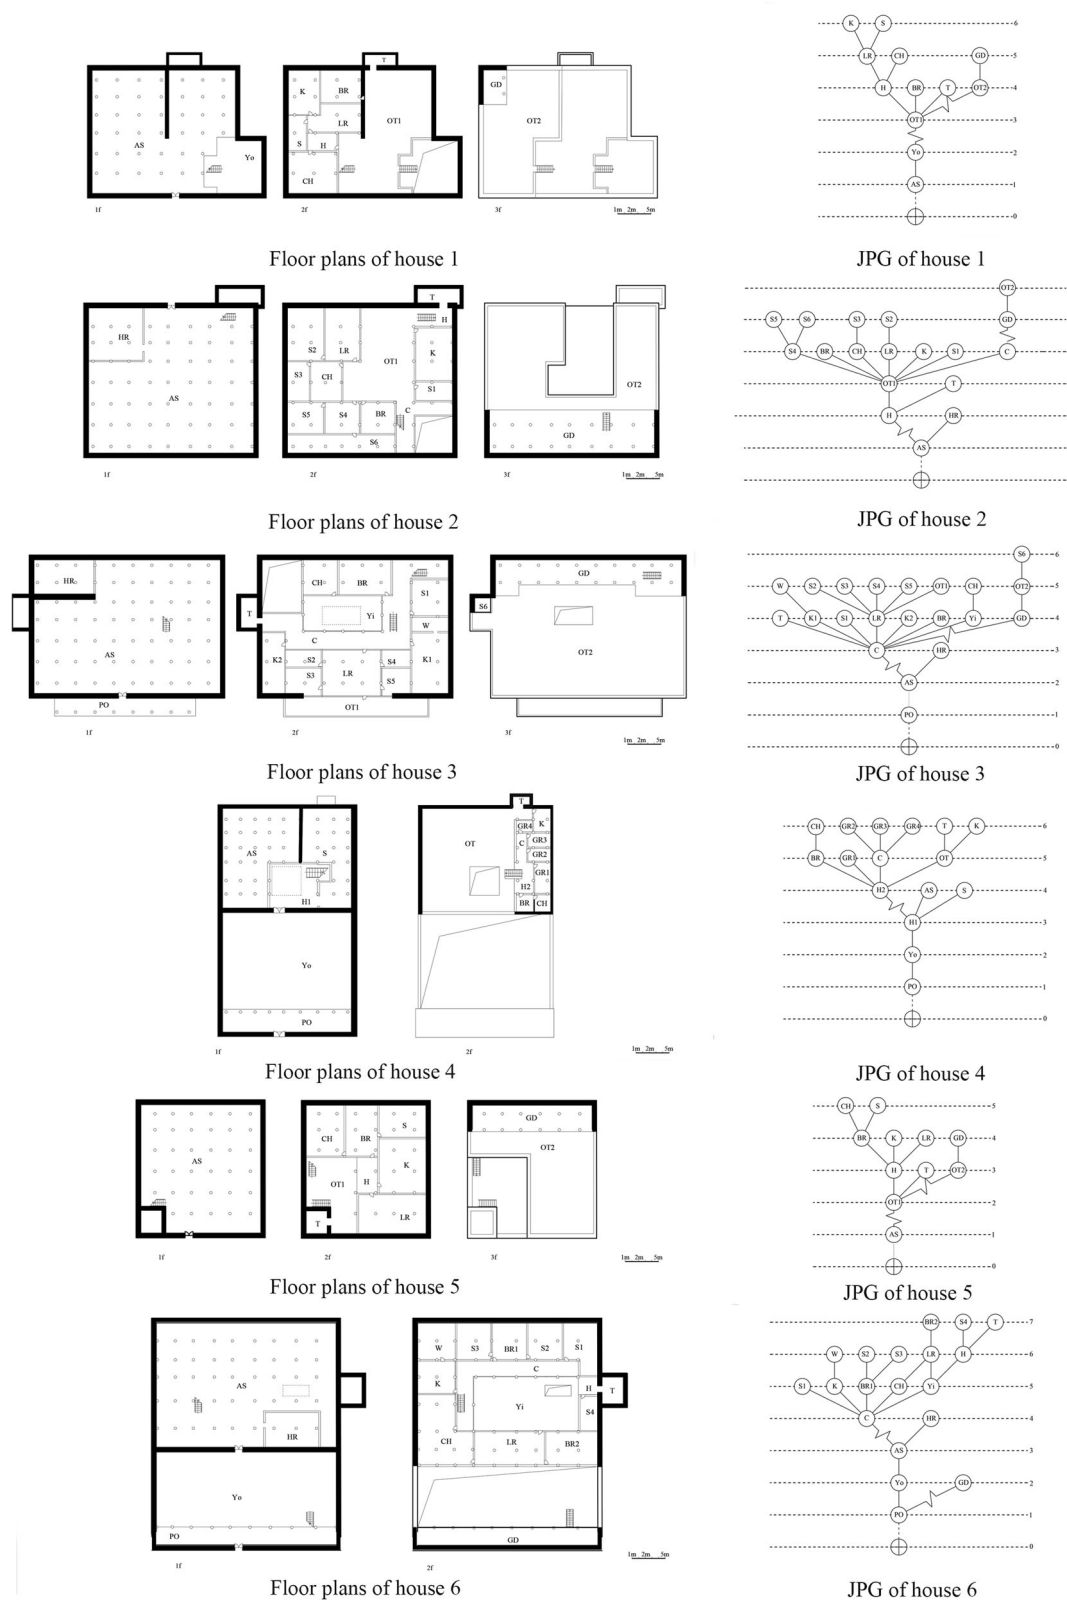 K S 6
LR CH GD 5
T
K BR GD H BR T OT2 4
LR OT1 OT2 OT1 3
AS Yo S H Yo 2
CH AS 1
1f 2f 3f 1m 2m 5m 0
Floor plans of house 1 JPG of house 1
OT2
T H S5 S6 S3 S2 GD
HR S2 LR OT1 K S4 BR CH LR K S1 C
S3 CH S1 OT2 OT1 T
AS S5 S4 BR C H HR
S6 GD AS
1f 2f 3f 1m 2m 5m
Floor plans of house 2 JPG of house 2
S6 6
HR CH BR GD W S2 S3 S4 S5 OT1 CH OT2 5
T S1 Yi S6 T K1 S1 LR K2 BR Yi GD 4
W C HR 3
AS C OT2 AS 2
K2 S2 S4 K1
S3 LR S5
PO OT1 PO 1
1f 2f 3f 1m 2m 5m 0
Floor plans of house 3 JPG of house 3
T
K CH GR2 GR3 GR4 T K 6
OT GR4
AS S C GR3 BR GR1 C OT 5
GR2
GR1
H2 H2 AS S 4
H1 BR CH H1 3
Yo Yo 2
PO PO 1
0
1f 2f 1m 2m 5m
Floor plans of house 4 JPG of house 4
CH S 5
GD
CH BR S BR K LR GD 4
AS OT2
K
OT1 H H T OT2 3
T LR OT1 2
AS 1
1f 2f 3f 1m 2m 5m 0
Floor plans of house 5 JPG of house 5
BR2 S4 T 7
W S3 BR1 S2 S1 W S2 S3 LR H 6
C
AS K H T S1 K BR1 CH Yi 5
Yi
S4 C HR 4
HR CH LR BR2 AS 3
Yo Yo GD 2
PO GD PO 1
0
1f 2f 1m 2m 5m
Floor plans of house 6 JPG of house 6